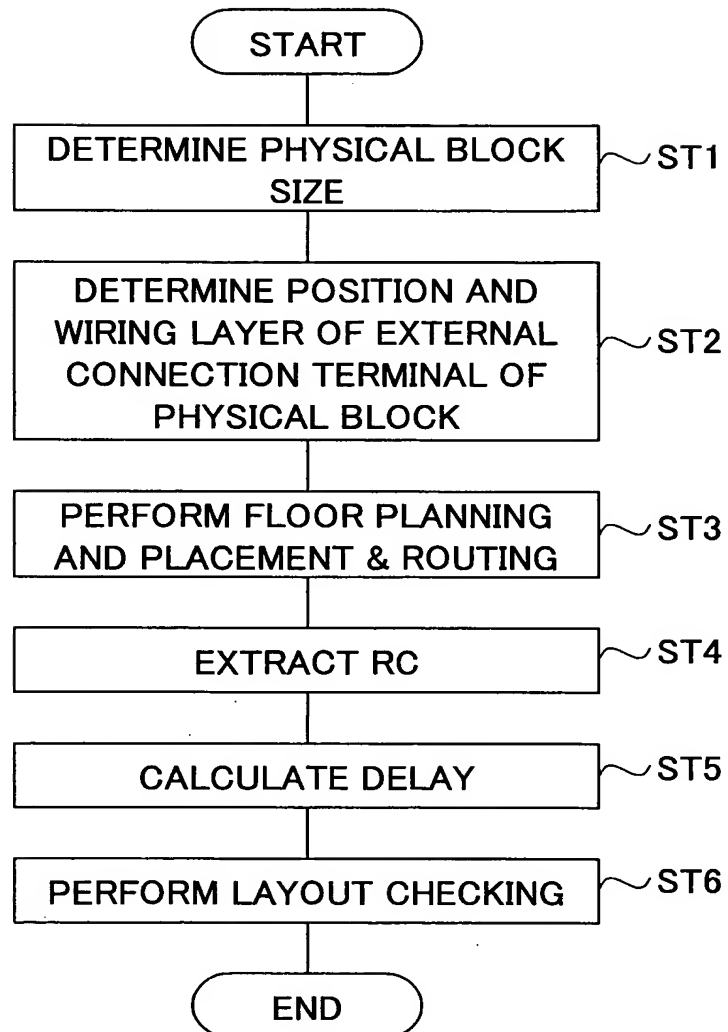 START
DETERMINE PHYSICAL BLOCK
SIZE
ST1
DETERMINE POSITION AND
WIRING LAYER OF EXTERNAL
CONNECTION TERMINAL OF
PHYSICAL BLOCK
ST2
PERFORM FLOOR PLANNING
AND PLACEMENT & ROUTING
ST3
EXTRACT RC
ST4
CALCULATE DELAY
ST5
PERFORM LAYOUT CHECKING
ST6
END